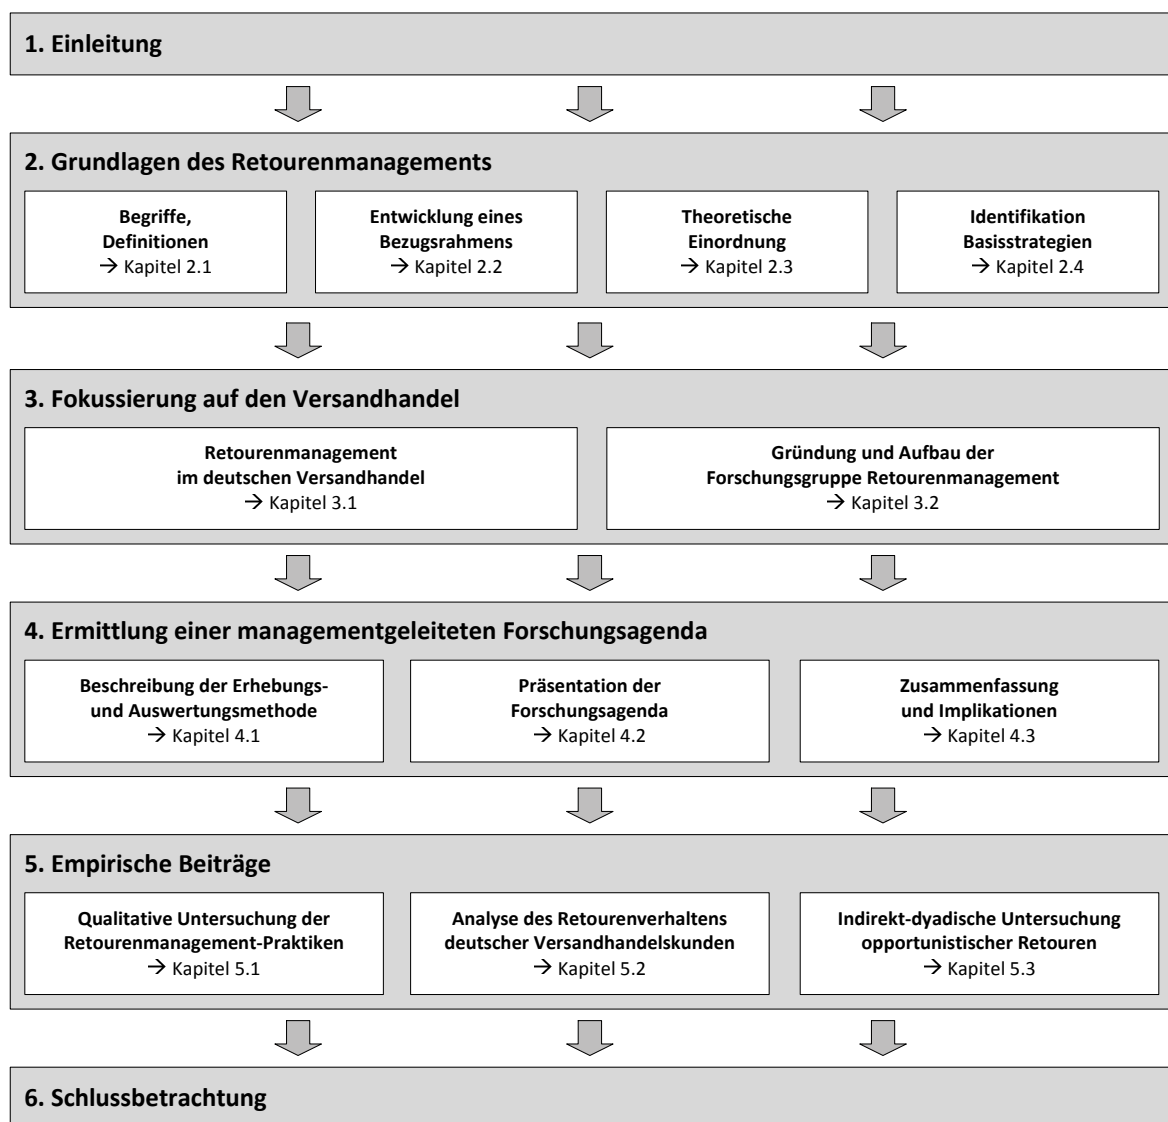 1. Einleitung
2. Grundlagen des Retourenmanagements
Begriffe,
Definitionen
→ Kapitel 2.1
Entwicklung eines
Bezugsrahmens
→ Kapitel 2.2
Theoretische
Einordnung
→ Kapitel 2.3
Identifikation
Basisstrategien
→ Kapitel 2.4
3. Fokussierung auf den Versandhandel
Retourenmanagement
im deutschen Versandhandel
→ Kapitel 3.1
Gründung und Aufbau der
Forschungsgruppe Retourenmanagement
→ Kapitel 3.2
4. Ermittlung einer managementgeleiteten Forschungsagenda
Beschreibung der Erhebungs-
und Auswertungsmethode
→ Kapitel 4.1
Präsentation der
Forschungsagenda
→ Kapitel 4.2
Zusammenfassung
und Implikationen
→ Kapitel 4.3
5. Empirische Beiträge
Qualitative Untersuchung der
Retourenmanagement-Praktiken
→ Kapitel 5.1
Analyse des Retourenverhaltens
deutscher Versandhandelskunden
→ Kapitel 5.2
Indirekt-dyadische Untersuchung
opportunistischer Retouren
→ Kapitel 5.3
6. Schlussbetrachtung